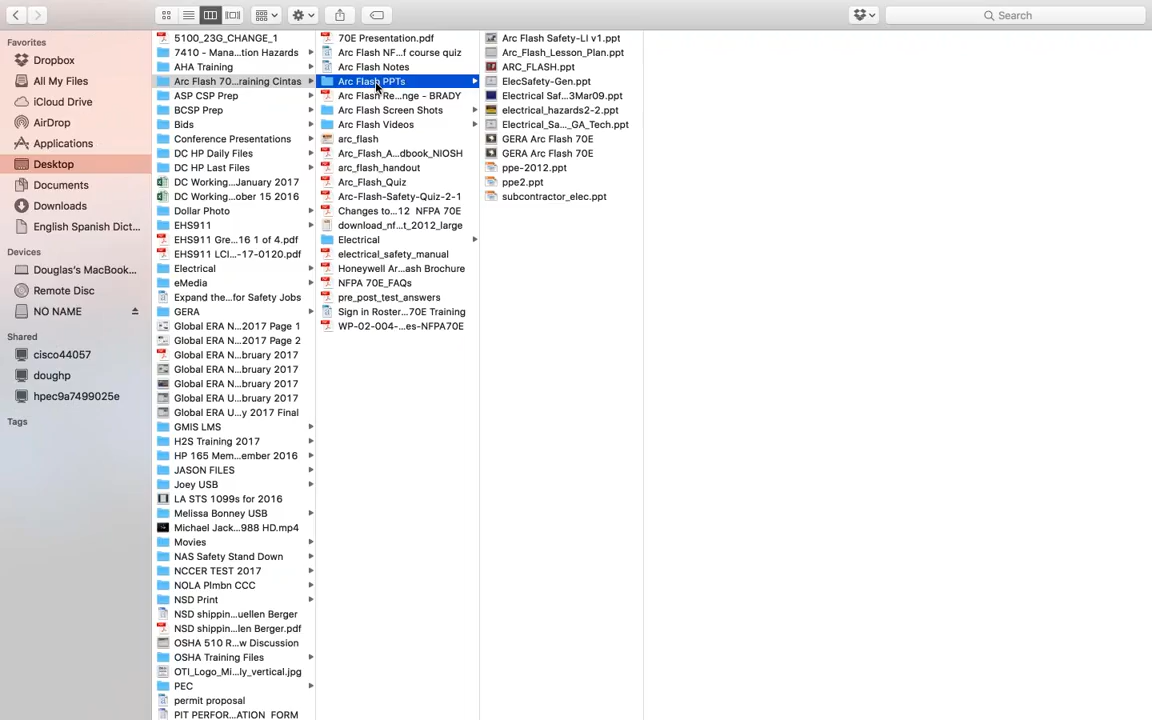 Search
Favorites
Dropbox
All My Files
iCloud Drive
AirDrop
Applications
Desktop
Documents
Downloads
English Spanish Dict...
Devices
Douglas's MacBook...
Remote Disc
NO NAME
Shared
cisco44057
doughp
hpec9a7499025e
Tags
5100_23G_CHANGE_1
7410 - Mana...tion Hazards
AHA Training
Arc Flash 70...raining Cintas
ASP CSP Prep
BCSP Prep
Bids
Conference Presentations
DC HP Daily Files
DC HP Last Files
DC Working...January 2017
DC Working...ober 15 2016
Dollar Photo
EHS911
EHS911 Gre...16 1 of 4.pdf
EHS911 LCI...-17-0120.pdf
Electrical
eMedia
Expand the...for Safety Jobs
GERA
Global ERA N...2017 Page 1
Global ERA N...2017 Page 2
Global ERA N...bruary 2017
Global ERA N...bruary 2017
Global ERA N...bruary 2017
Global ERA U...bruary 2017
Global ERA U...y 2017 Final
GMIS LMS
H2S Training 2017
HP 165 Mem...ember 2016
JASON FILES
Joey USB
LA STS 1099s for 2016
Melissa Bonney USB
Michael Jack...988 HD.mp4
Movies
NAS Safety Stand Down
NCCER TEST 2017
NOLA Plmbn CCC
NSD Print
NSD shippin...uellen Berger
NSD shippin...len Berger.pdf
OSHA 510 R...w Discussion
OSHA Training Files
OTI_Logo_Mi...ly_vertical.jpg
PEC
permit proposal
PIT PERFOR...ATION FORM
70E Presentation.pdf
Arc Flash NF...f course quiz
Arc Flash Notes
Arc Flash PPTs
Arc Flash Re...nge - BRADY
Arc Flash Screen Shots
Arc Flash Videos
arc_flash
Arc_Flash_A...dbook_NIOSH
arc_flash_handout
Arc_Flash_Quiz
Arc-Flash-Safety-Quiz-2-1
Changes to...12 NFPA 70E
download_nf...t_2012_large
Electrical
electrical_safety_manual
Honeywell Ar...ash Brochure
NFPA 70E_FAQs
pre_post_test_answers
Sign in Roster...70E Training
WP-02-004-...es-NFPA70E
Arc Flash Safety-LI v1.ppt
Arc_Flash_Lesson_Plan.ppt
ARC_FLASH.ppt
ElecSafety-Gen.ppt
Electrical Saf...3Mar09.ppt
electrical_hazards2-2.ppt
Electrical_Sa..._GA_Tech.ppt
GERA Arc Flash 70E
GERA Arc Flash 70E
ppe-2012.ppt
ppe2.ppt
subcontractor_elec.ppt